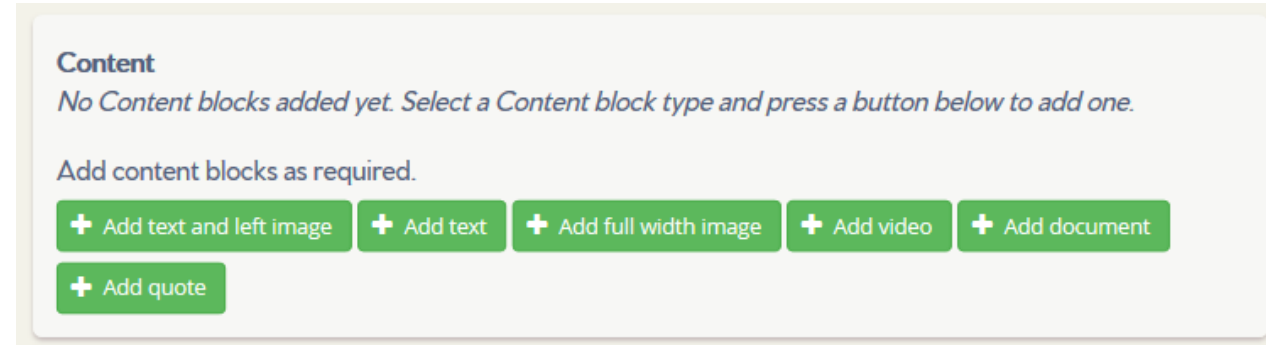 Content
No Content blocks added yet. Select a Content block type and press a button below to add one.
Add content blocks as required.
Add text and left image Add text Add full width image Add video Add document
Add quote